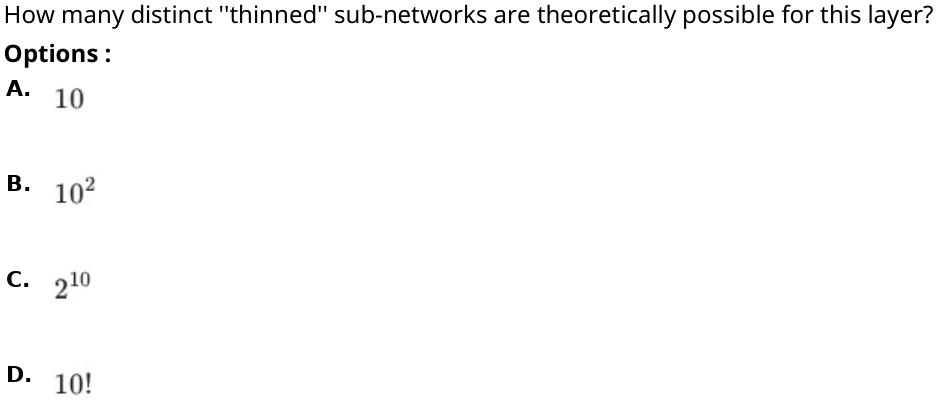 How many distinct "thinned" sub-networks are theoretically possible for this layer?
Options :
A. 10
B. 10²
C. 2¹⁰
D. 10!